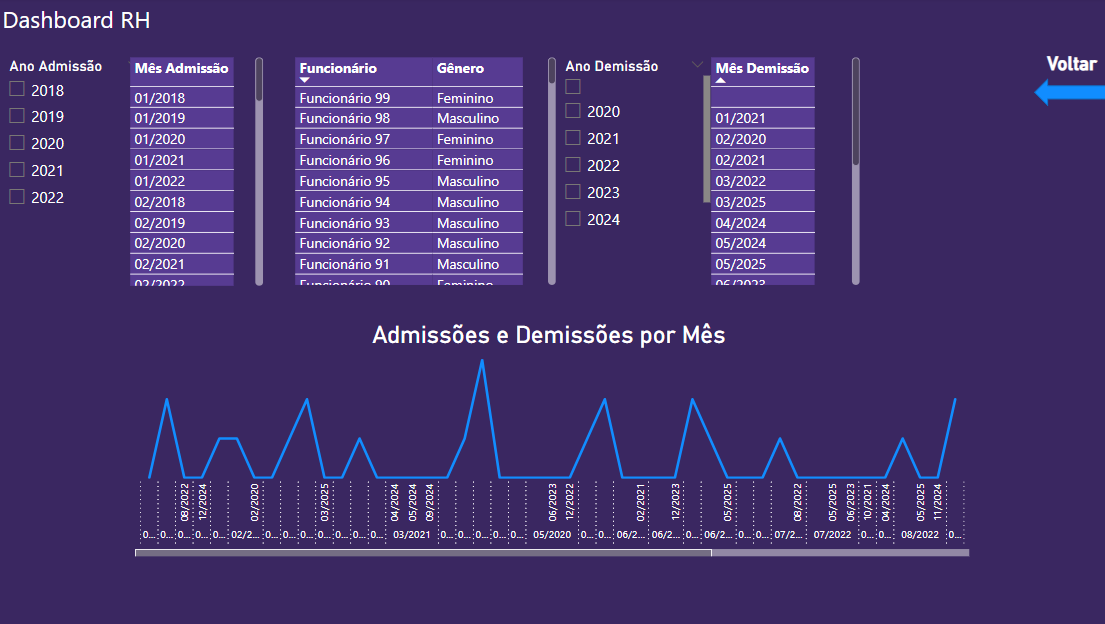 Dashboard RH
Voltar
Ano Admissão
2018
2019
2020
2021
2022
Mês Admissão
01/2018
01/2019
01/2020
01/2021
01/2022
02/2018
02/2019
02/2020
02/2021
02/2022
Funcionário Gênero
Funcionário 99 Feminino
Funcionário 98 Masculino
Funcionário 97 Feminino
Funcionário 96 Feminino
Funcionário 95 Masculino
Funcionário 94 Masculino
Funcionário 93 Masculino
Funcionário 92 Masculino
Funcionário 91 Masculino
Funcionário 90 Feminino
Ano Demissão
2020
2021
2022
2023
2024
Mês Demissão
01/2021
02/2020
02/2021
03/2022
03/2025
04/2024
05/2024
05/2025
06/2023
Admissões e Demissões por Mês
08/2022 12/2024 02/2020 03/2025 04/2024 05/2024 09/2024 06/2023 12/2022 02/2021 12/2023 05/2025 08/2022 05/2025 06/2023 10/2021 04/2024 05/2025 11/2024
0... 0... 0... 0... 0... 02/2... 0... 0... 0... 0... 0... 0... 0... 03/2021 0... 0... 0... 0... 0... 05/2020 0... 0... 06/2... 06/2... 0... 06/2... 0... 0... 07/2... 07/2022 0... 0... 08/2022 0...